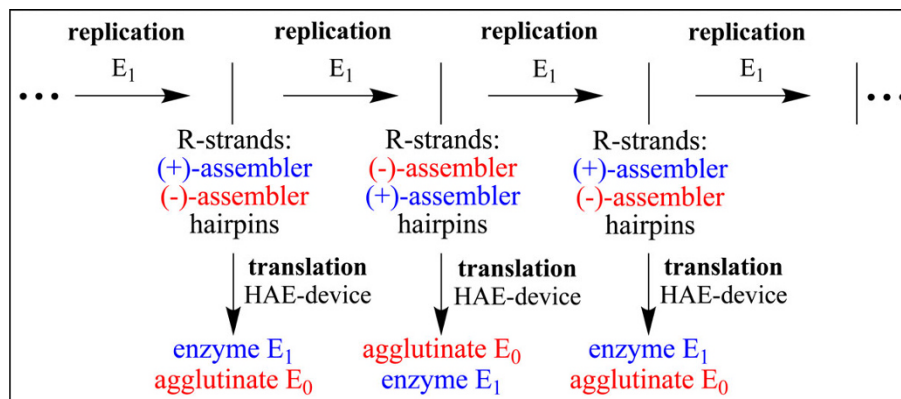 replication replication replication replication
E₁ E₁ E₁ E₁
••• •••
R-strands: R-strands: R-strands:
(+)-assembler (-)-assembler (+)-assembler
(-)-assembler (+)-assembler (-)-assembler
hairpins hairpins hairpins
translation translation translation
HAE-device HAE-device HAE-device
enzyme E₁ agglutinate E₀ enzyme E₁
agglutinate E₀ enzyme E₁ agglutinate E₀